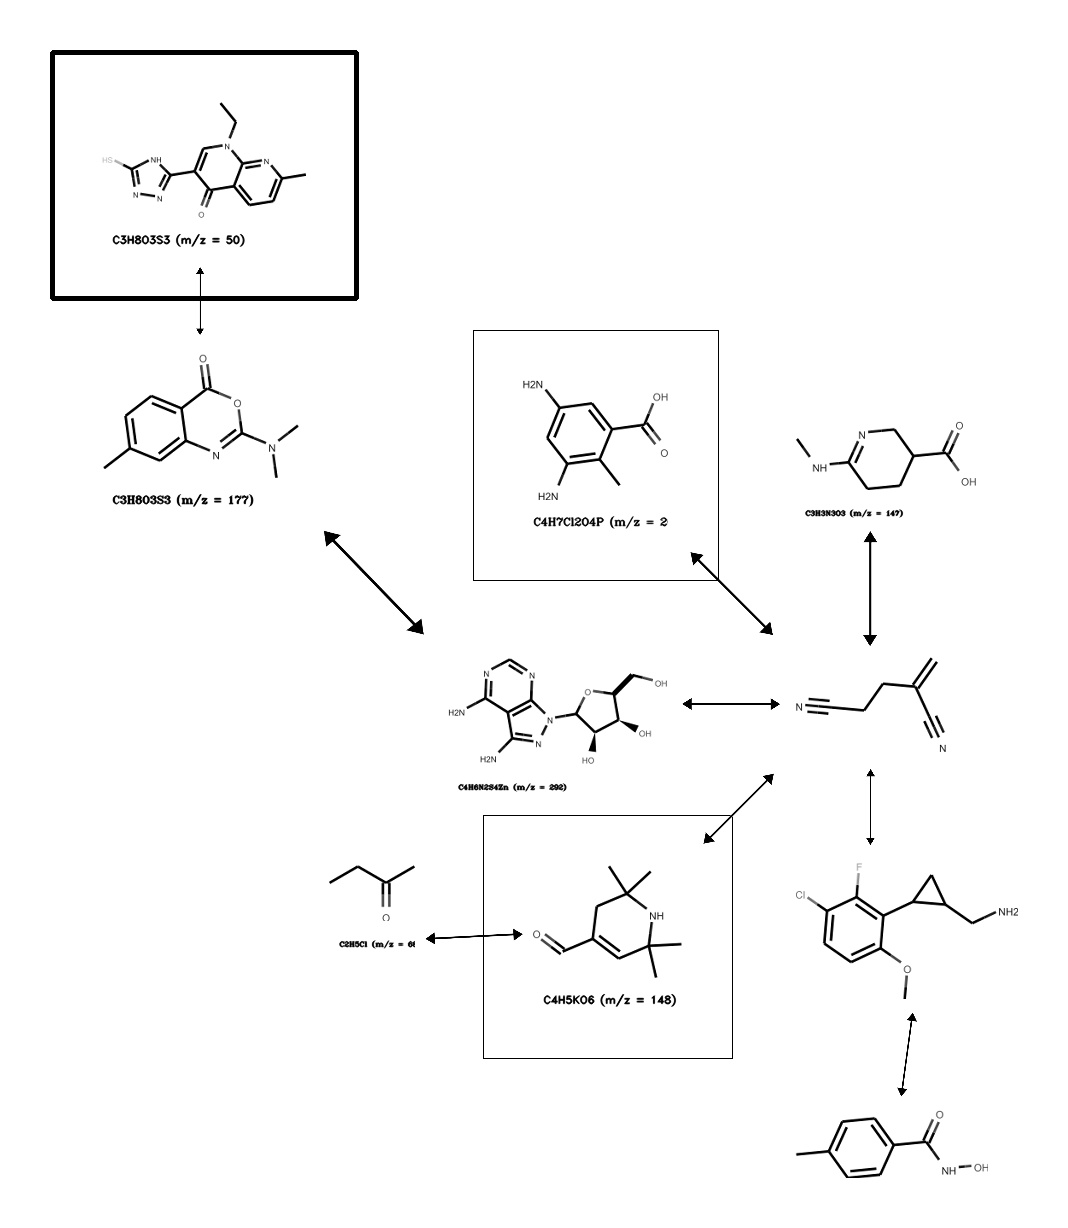 N
HS
NH
N
N
N
O
C3H8O3S3 (m/z = 50)
O
O
N
N
C3H8O3S3 (m/z = 177)
H2N
OH
O
H2N
C4H7Cl2O4P (m/z = 2
N
O
NH
OH
C3H3N3O3 (m/z = 147)
N
N
H2N
O
OH
N
N
OH
H2N
HO
C4H6N2S4Zn (m/z = 292)
N
N
O
C2H5Cl (m/z =
NH
O
C4H5KO6 (m/z = 148)
F
Cl
NH2
O
O
NH
OH